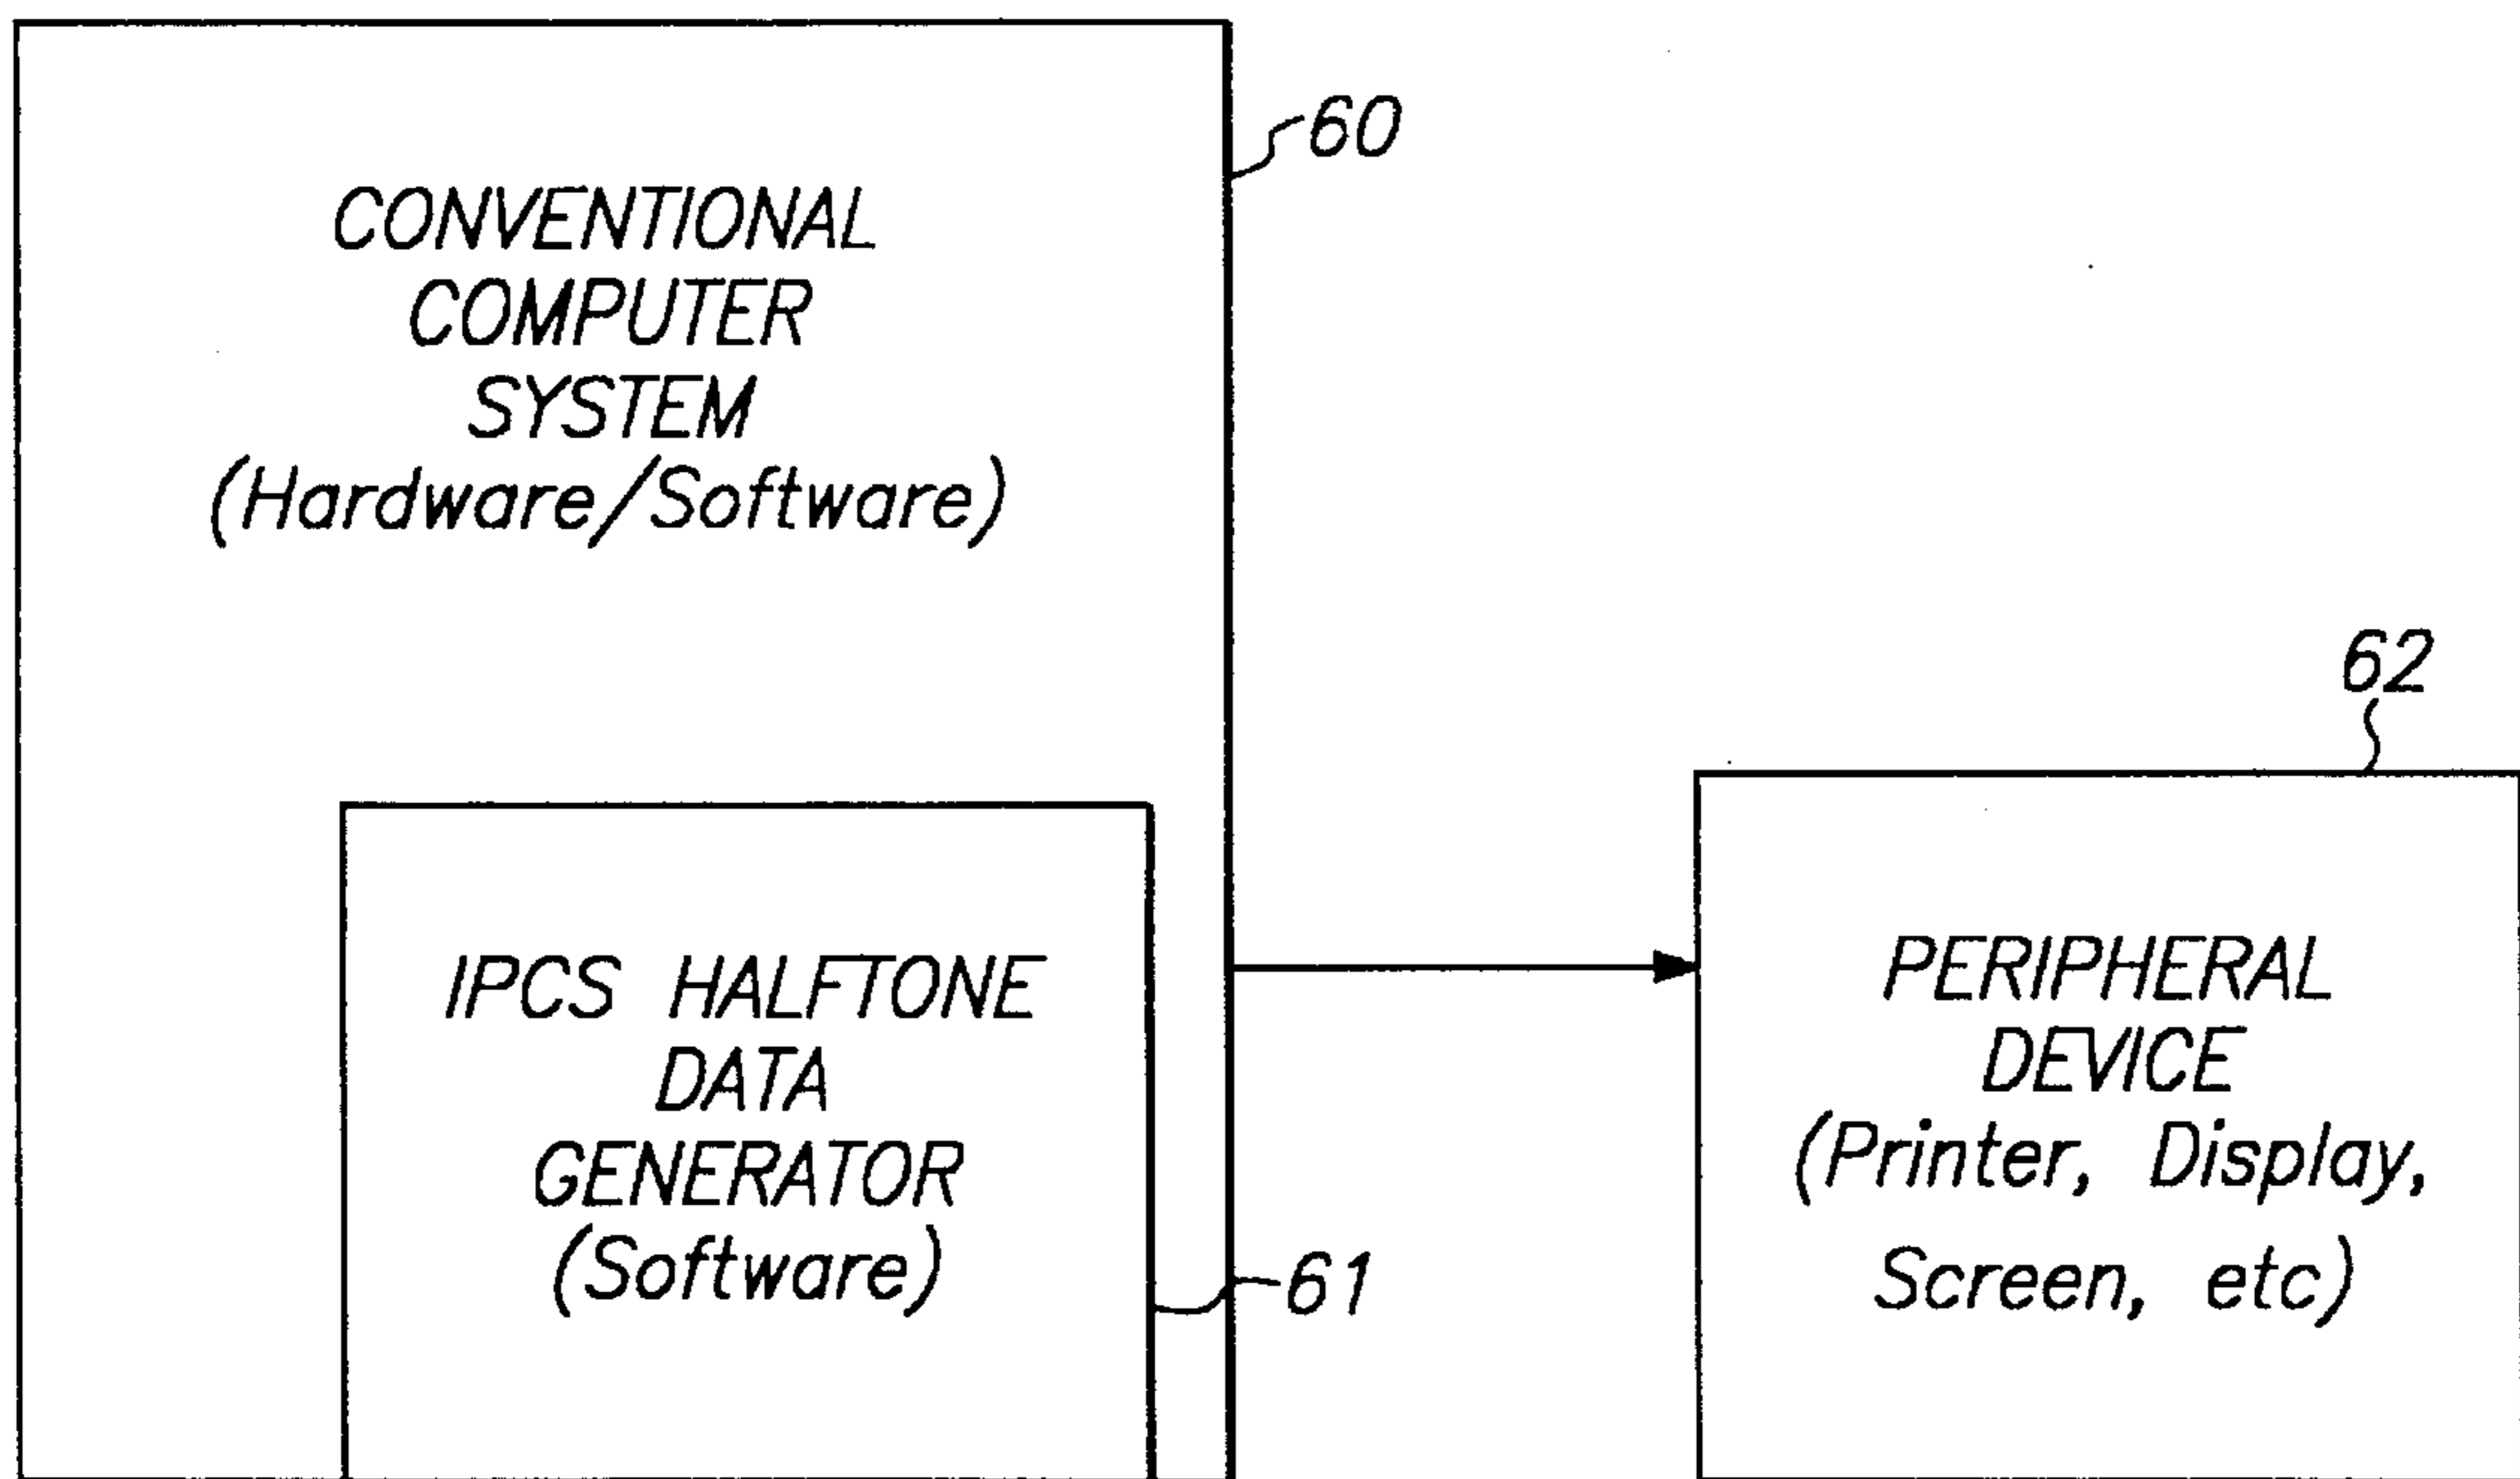 60
CONVENTIONAL
COMPUTER
SYSTEM
(Hardware/Software)
62
IPCS HALFTONE
DATA
GENERATOR
(Software)
61
PERIPHERAL
DEVICE
(Printer, Display,
Screen, etc)